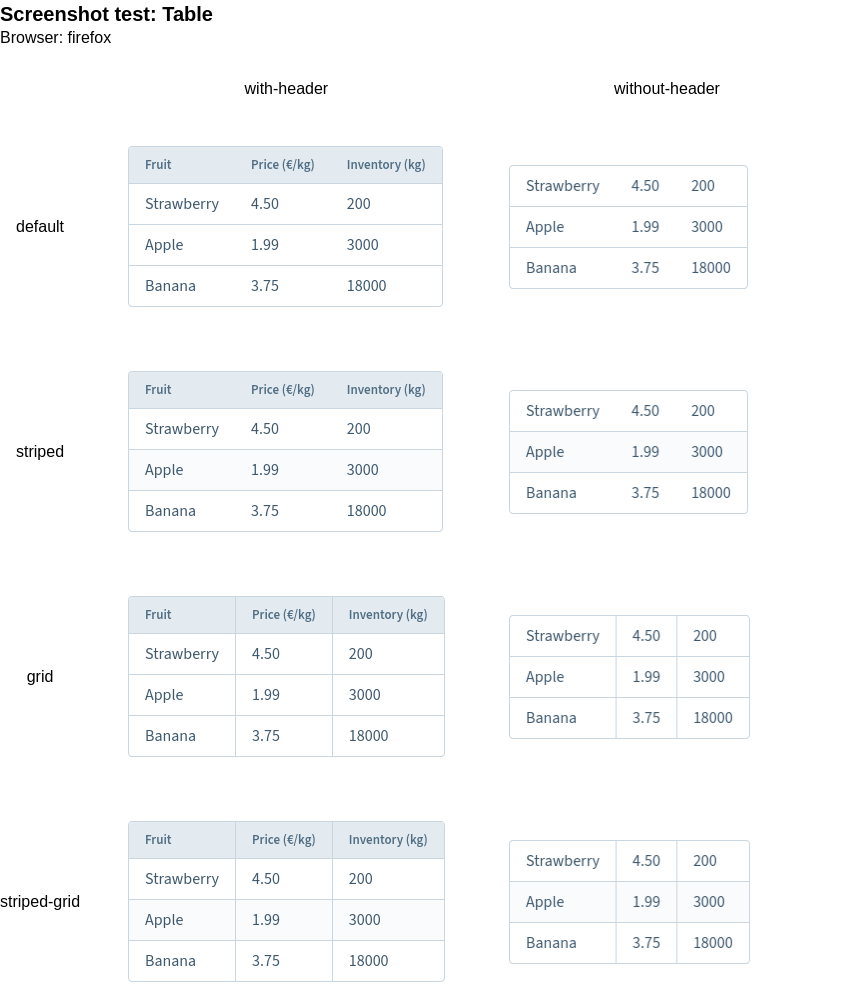 Screenshot test: Table
Browser: firefox
with-header without-header
default
Fruit Price (€/kg) Inventory (kg)
Strawberry 4.50 200
Apple 1.99 3000
Banana 3.75 18000
Strawberry 4.50 200
Apple 1.99 3000
Banana 3.75 18000
striped
Fruit Price (€/kg) Inventory (kg)
Strawberry 4.50 200
Apple 1.99 3000
Banana 3.75 18000
Strawberry 4.50 200
Apple 1.99 3000
Banana 3.75 18000
grid
Fruit Price (€/kg) Inventory (kg)
Strawberry 4.50 200
Apple 1.99 3000
Banana 3.75 18000
Strawberry 4.50 200
Apple 1.99 3000
Banana 3.75 18000
striped-grid
Fruit Price (€/kg) Inventory (kg)
Strawberry 4.50 200
Apple 1.99 3000
Banana 3.75 18000
Strawberry 4.50 200
Apple 1.99 3000
Banana 3.75 18000